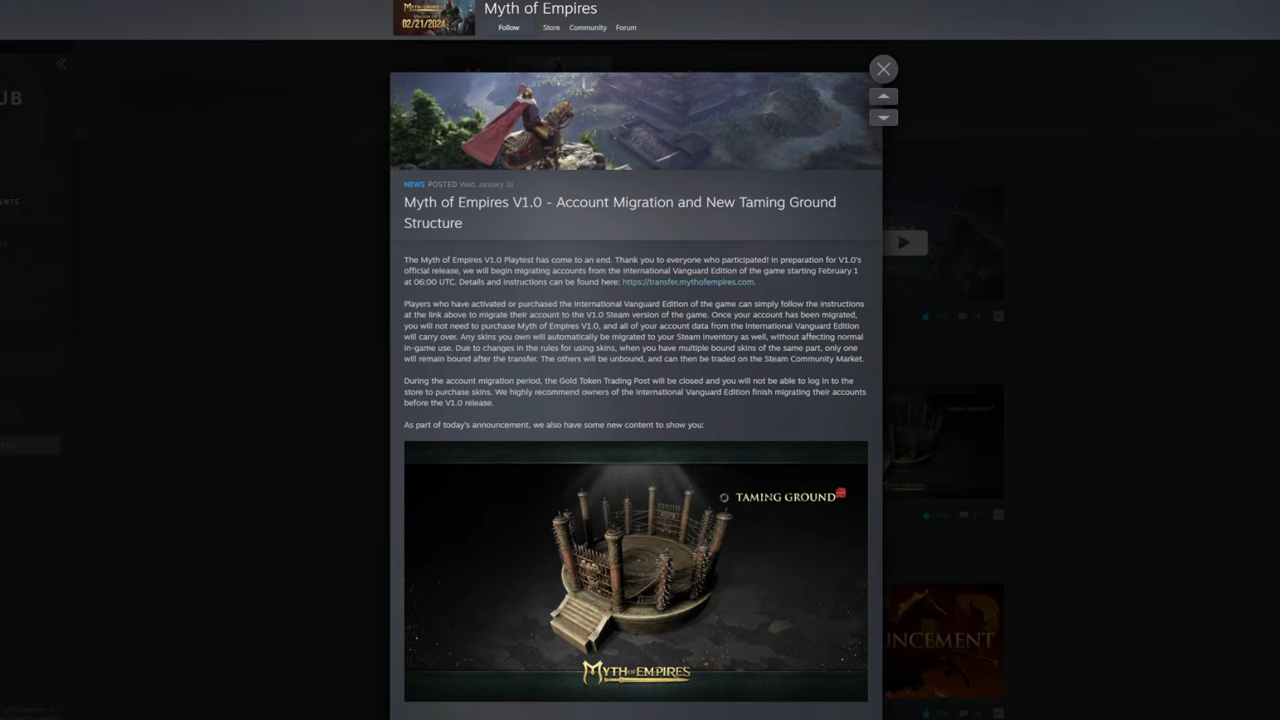 Myth of Empires
02/21/2024
Follow
Store
Community
Forum
UB
NEWS POSTED Wed, January 31
Myth of Empires V1.0 - Account Migration and New Taming Ground
Structure
The Myth of Empires V1.0 Playtest has come to an end. Thank you to everyone who participated! In preparation for V1.0's
official release, we will begin migrating accounts from the International Vanguard Edition of the game starting February 1
at 06:00 UTC. Details and instructions can be found here: https://transfer.mythofempires.com.
Players who have activated or purchased the International Vanguard Edition of the game can simply follow the instructions
at the link above to migrate their account to the V1.0 Steam version of the game. Once your account has been migrated,
you will not need to purchase Myth of Empires V1.0, and all of your account data from the International Vanguard Edition
will carry over. Any skins you own will automatically be migrated to your Steam Inventory as well, without affecting normal
in-game use. Due to changes in the rules for using skins, when you have multiple bound skins of the same part, only one
will remain bound after the transfer. The others will be unbound, and can then be traded on the Steam Community Market.
During the account migration period, the Gold Token Trading Post will be closed and you will not be able to log in to the
store to purchase skins. We highly recommend owners of the International Vanguard Edition finish migrating their accounts
before the V1.0 release.
As part of today's announcement, we also have some new content to show you:
TAMING GROUND
MYTH OF EMPIRES
UNCEMENT